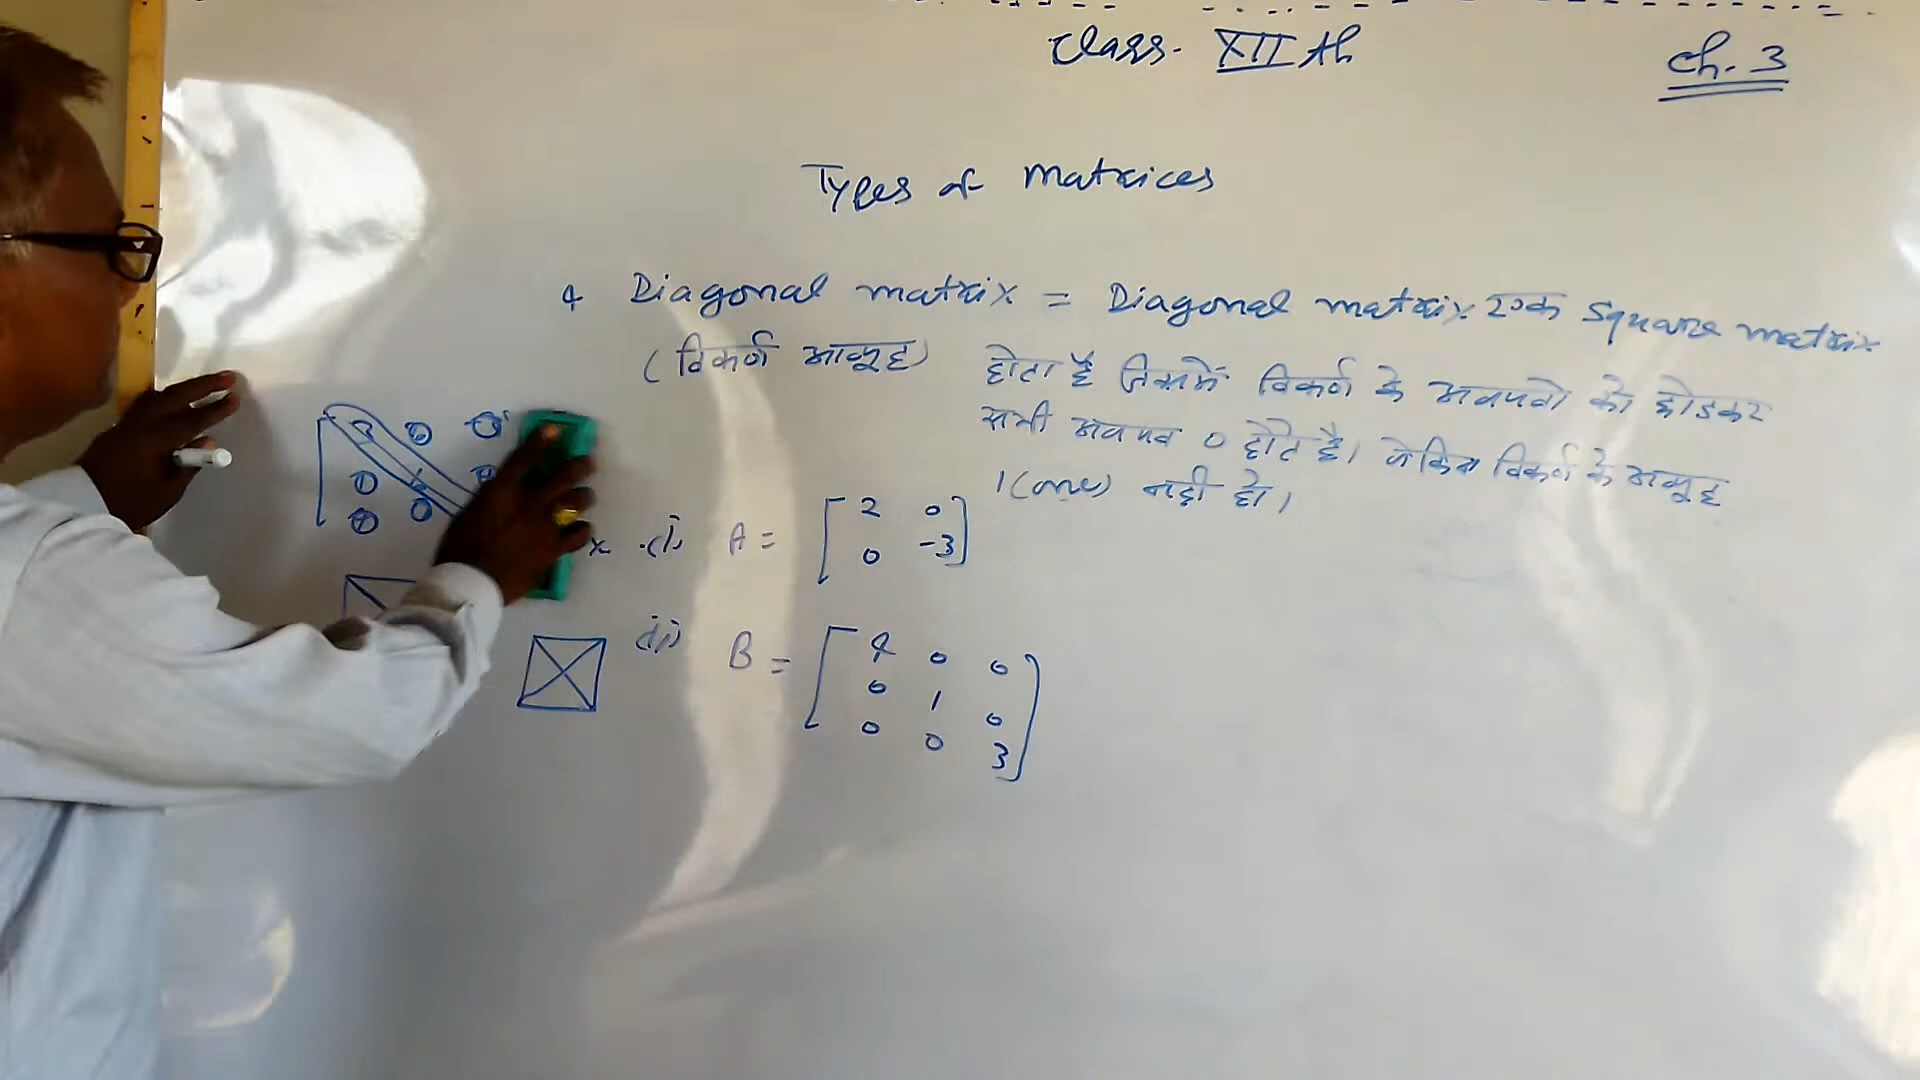 Class- XII th
Ch. 3
Types of Matrices
4 Diagonal matrix = Diagonal matrix एक Square matrix
(विकर्ण आव्यूह) होता है जिसमें विकर्ण के अवयवो को छोडकर
सभी अवयव 0 होते है। लेकिन विकर्ण के अव्यूह
1 (one) नही हो।
(i) A = [2 0
0 -3]
(ii) B = [4 0 0
0 1 0
0 0 3]